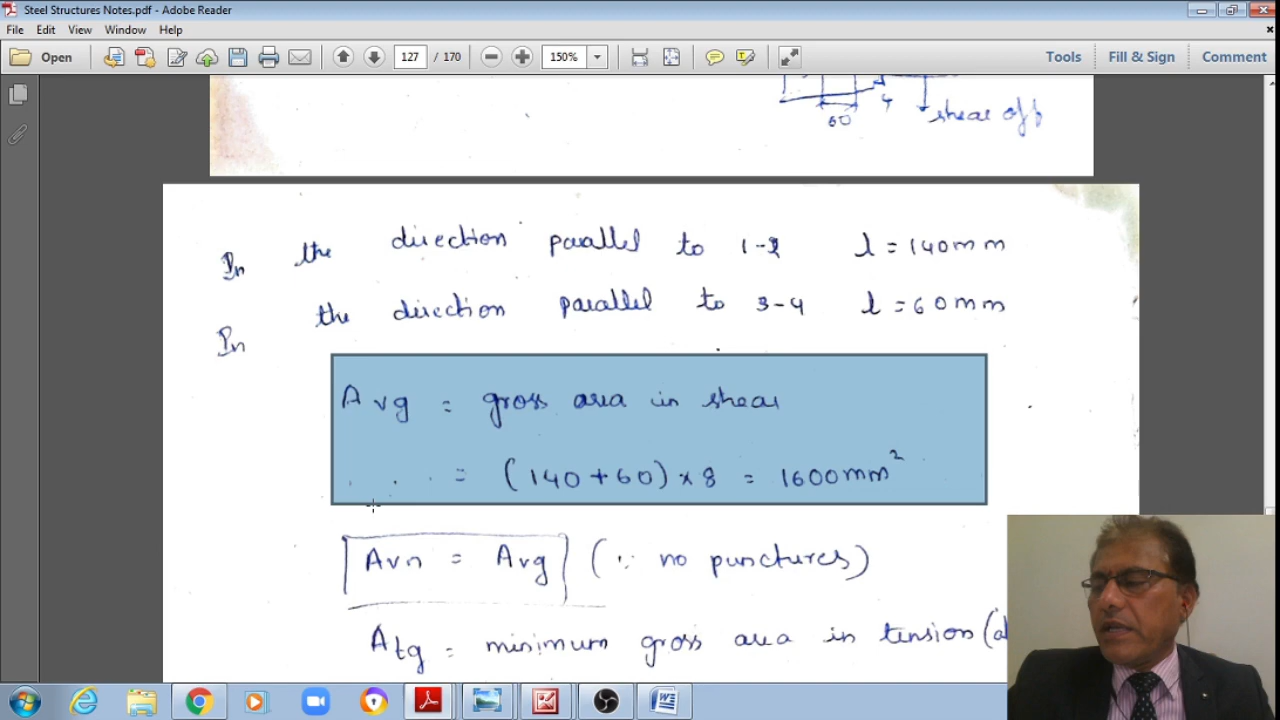 Steel Structures Notes.pdf - Adobe Reader
File Edit View Window Help
Open 127 / 170 150% Tools Fill & Sign Comment
60 4 shear off
In the direction parallel to 1-2 l = 140mm
In the direction parallel to 3-4 l = 60mm
Avg = gross area in shear
= (140+60) × 8 = 1600mm²
Avn = Avg (∵ no punctures)
Atg = minimum gross area in tension (